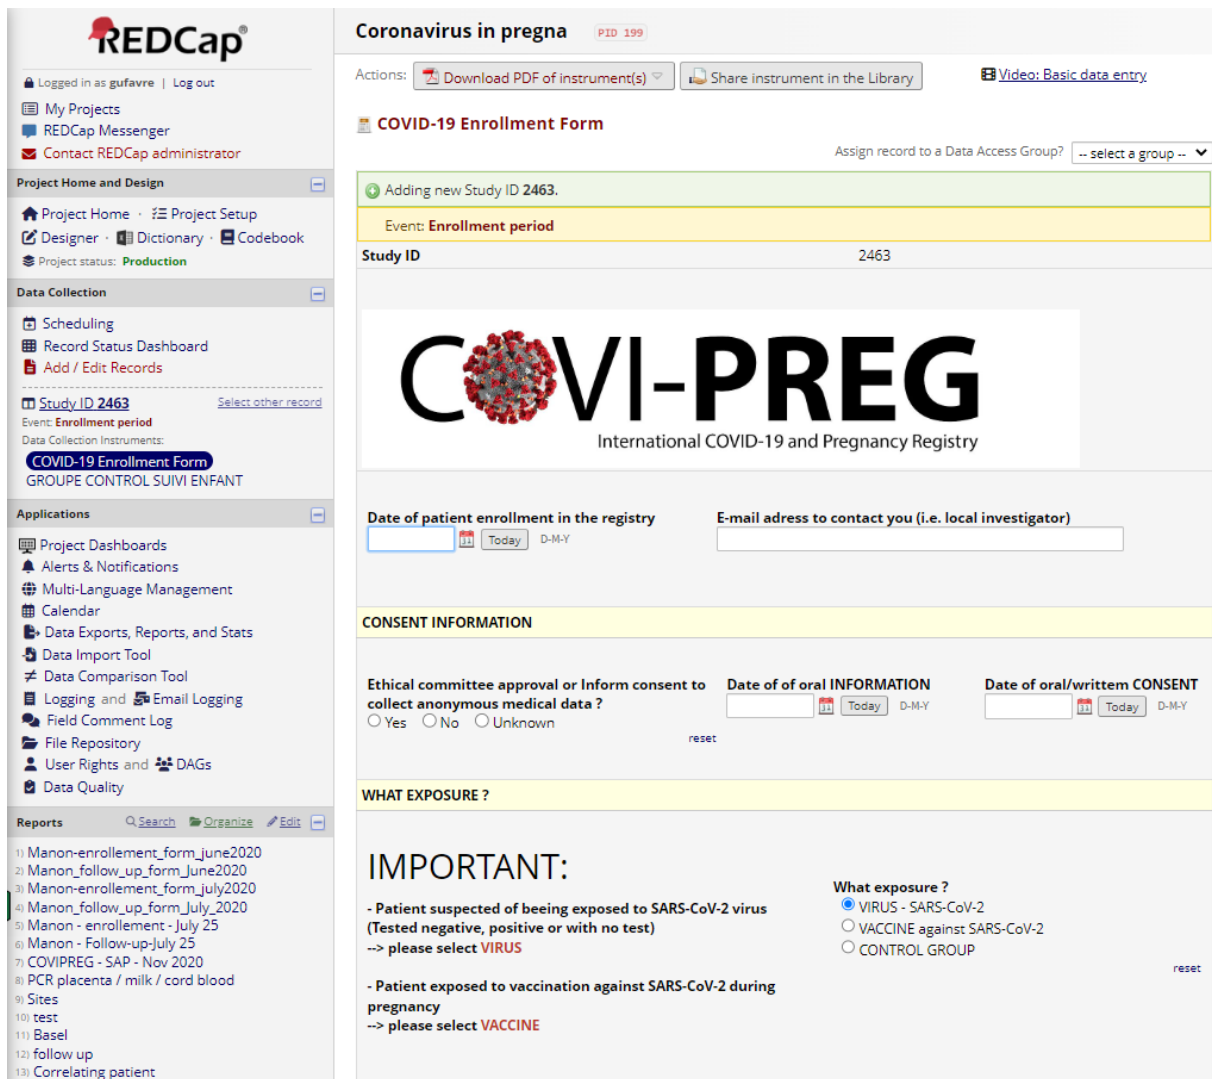 REDCap®
Logged in as gufavre | Log out
My Projects
REDCap Messenger
Contact REDCap administrator
Project Home and Design
Project Home · Project Setup
Designer · Dictionary · Codebook
Project status: Production
Data Collection
Scheduling
Record Status Dashboard
Add / Edit Records
Study ID 2463 Select other record
Event: Enrollment period
Data Collection Instruments:
COVID-19 Enrollment Form
GROUPE CONTROL SUIVI ENFANT
Applications
Project Dashboards
Alerts & Notifications
Multi-Language Management
Calendar
Data Exports, Reports, and Stats
Data Import Tool
Data Comparison Tool
Logging and Email Logging
Field Comment Log
File Repository
User Rights and DAGs
Data Quality
Reports Search Organize Edit
1) Manon-enrollement_form_june2020
2) Manon_follow_up_form_June2020
3) Manon-enrollement_form_july2020
4) Manon_follow_up_form_July_2020
5) Manon - enrollement - July 25
6) Manon - Follow-up-July 25
7) COVIPREG - SAP - Nov 2020
8) PCR placenta / milk / cord blood
9) Sites
10) test
11) Basel
12) follow up
13) Correlating patient
Coronavirus in pregna PID 199
Actions: Download PDF of instrument(s) Share instrument in the Library Video: Basic data entry
COVID-19 Enrollment Form
Assign record to a Data Access Group? -- select a group --
Adding new Study ID 2463.
Event: Enrollment period
Study ID 2463
COVI-PREG
International COVID-19 and Pregnancy Registry
Date of patient enrollment in the registry E-mail adress to contact you (i.e. local investigator)
31 Today D-M-Y
CONSENT INFORMATION
Ethical committee approval or Inform consent to Date of of oral INFORMATION Date of oral/writtem CONSENT
collect anonymous medical data ? 31 Today D-M-Y 31 Today D-M-Y
Yes No Unknown
reset
WHAT EXPOSURE ?
IMPORTANT:
- Patient suspected of beeing exposed to SARS-CoV-2 virus
(Tested negative, positive or with no test)
--> please select VIRUS
- Patient exposed to vaccination against SARS-CoV-2 during
pregnancy
--> please select VACCINE
What exposure ?
VIRUS - SARS-CoV-2
VACCINE against SARS-CoV-2
CONTROL GROUP
reset